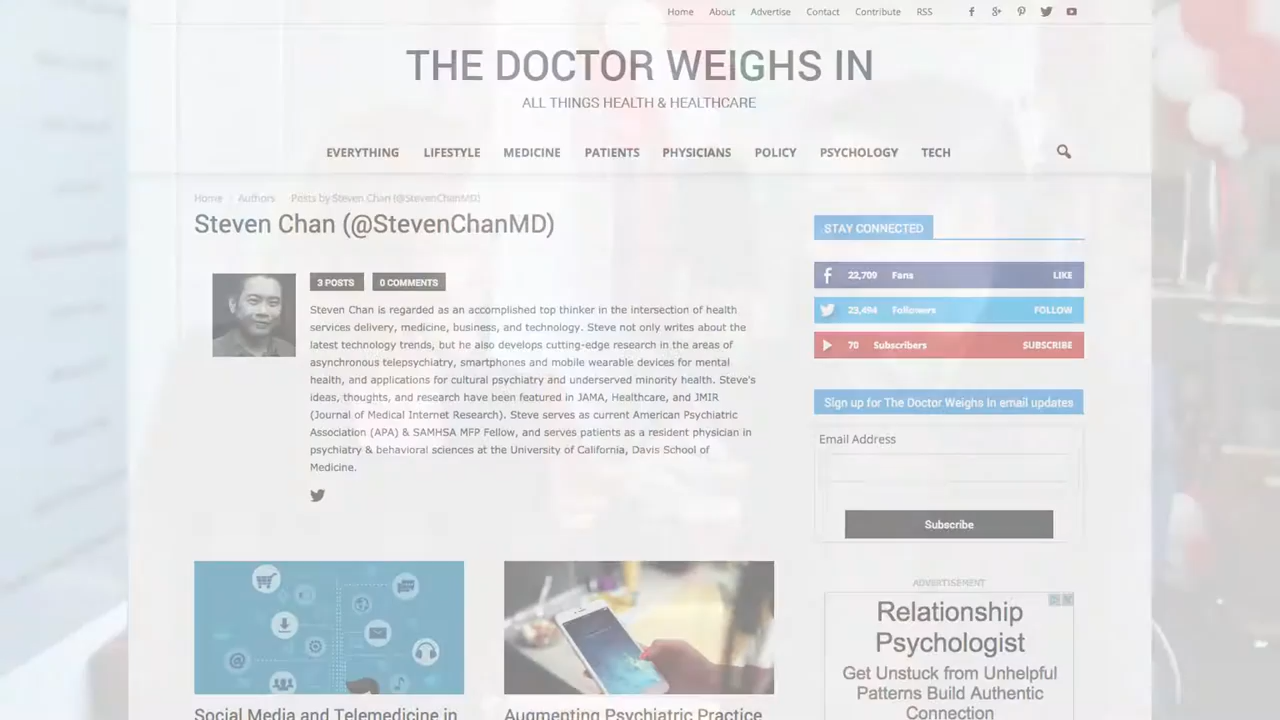 Home About Advertise Contact Contribute RSS
THE DOCTOR WEIGHS IN
ALL THINGS HEALTH & HEALTHCARE
EVERYTHING LIFESTYLE MEDICINE PATIENTS PHYSICIANS POLICY PSYCHOLOGY TECH
Home Authors Posts by Steven Chan (@StevenChanMD)
Steven Chan (@StevenChanMD)
3 POSTS 0 COMMENTS
Steven Chan is regarded as an accomplished top thinker in the intersection of health
services delivery, medicine, business, and technology. Steve not only writes about the
latest technology trends, but he also develops cutting-edge research in the areas of
asynchronous telepsychiatry, smartphones and mobile wearable devices for mental
health, and applications for cultural psychiatry and underserved minority health. Steve's
ideas, thoughts, and research have been featured in JAMA, Healthcare, and JMIR
(Journal of Medical Internet Research). Steve serves as current American Psychiatric
Association (APA) & SAMHSA MFP Fellow, and serves patients as a resident physician in
psychiatry & behavioral sciences at the University of California, Davis School of
Medicine.
Social Media and Telemedicine in
Augmenting Psychiatric Practice
STAY CONNECTED
22,709 Fans LIKE
23,494 Followers FOLLOW
70 Subscribers SUBSCRIBE
Sign up for The Doctor Weighs In email updates
Email Address
Subscribe
ADVERTISEMENT
Relationship
Psychologist
Get Unstuck from Unhelpful
Patterns Build Authentic
Connection